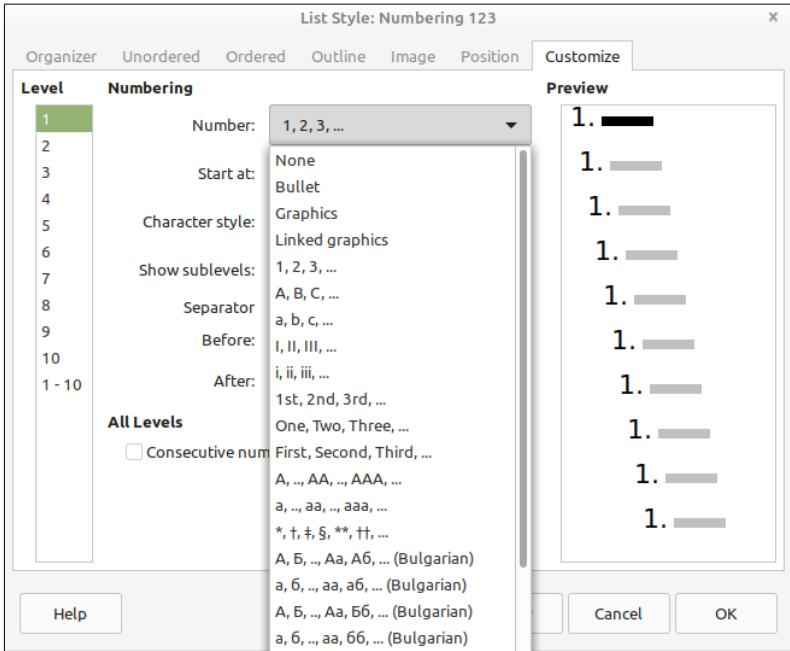 List Style: Numbering 123
×
Organizer Unordered Ordered Outline Image Position Customize
Level
Numbering
Preview
1
2
3
4
5
6
7
8
9
10
1 - 10
Number: 1, 2, 3, ...
Start at:
Character style:
Show sublevels:
Separator
Before:
After:
All Levels
Consecutive num
None
Bullet
Graphics
Linked graphics
1, 2, 3, ...
A, B, C, ...
a, b, c, ...
I, II, III, ...
i, ii, iii, ...
1st, 2nd, 3rd, ...
One, Two, Three, ...
First, Second, Third, ...
A, .., AA, .., AAA, ...
a, .., aa, .., aaa, ...
*, †, ‡, §, **, ††, ...
А, Б, .., Аа, Аб, ... (Bulgarian)
а, б, .., аа, аб, ... (Bulgarian)
А, Б, .., Аа, Бб, ... (Bulgarian)
а, б, .., аа, бб, ... (Bulgarian)
1.
1.
1.
1.
1.
1.
1.
1.
1.
1.
Help
Cancel
OK